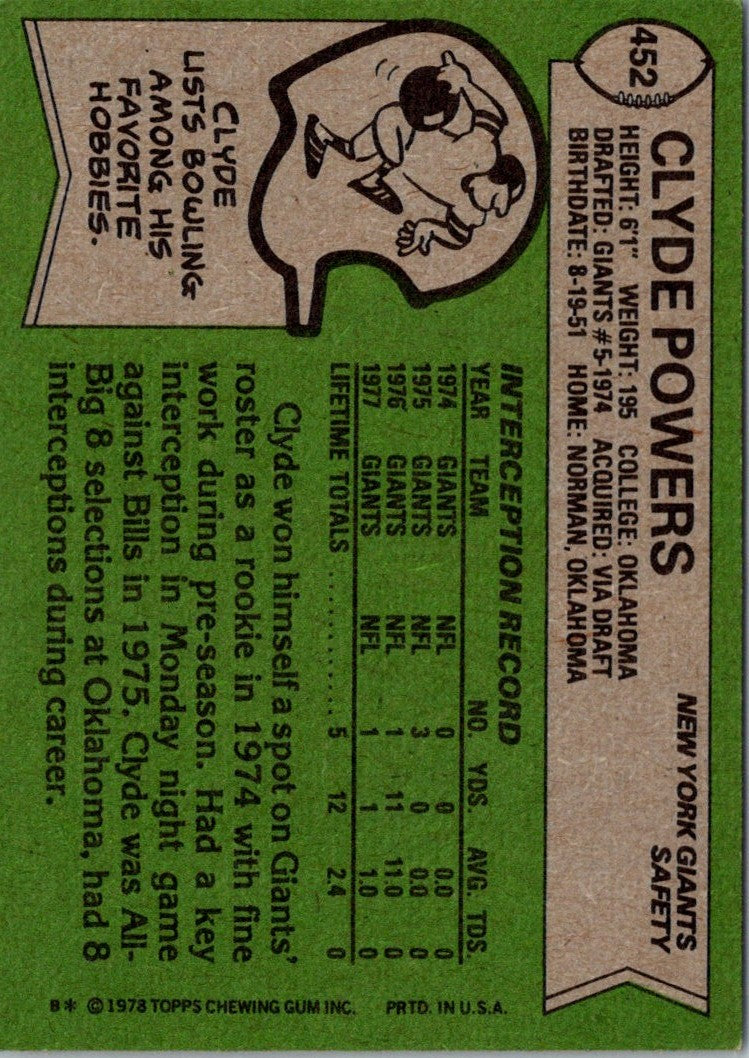 452
CLYDE POWERS
NEW YORK GIANTS
SAFETY
HEIGHT: 6'1" WEIGHT: 195 COLLEGE: OKLAHOMA
DRAFTED: GIANTS #5-1974 ACQUIRED: VIA DRAFT
BIRTHDATE: 8-19-51 HOME: NORMAN, OKLAHOMA
CLYDE
LISTS BOWLING
AMONG HIS
FAVORITE
HOBBIES.
INTERCEPTION RECORD
YEAR TEAM NO. YDS. AVG. TDS.
1974 GIANTS NFL 0 0 0.0 0
1975 GIANTS NFL 3 0 0.0 0
1976 GIANTS NFL 1 11 11.0 0
1977 GIANTS NFL 1 1 1.0 0
LIFETIME TOTALS ............ 5 12 2.4 0
Clyde won himself a spot on Giants'
roster as a rookie in 1974 with fine
work during pre-season. Had a key
interception in Monday night game
against Bills in 1975. Clyde was All-
Big 8 selections at Oklahoma, had 8
interceptions during career.
B* © 1978 TOPPS CHEWING GUM INC. PRTD. IN U.S.A.